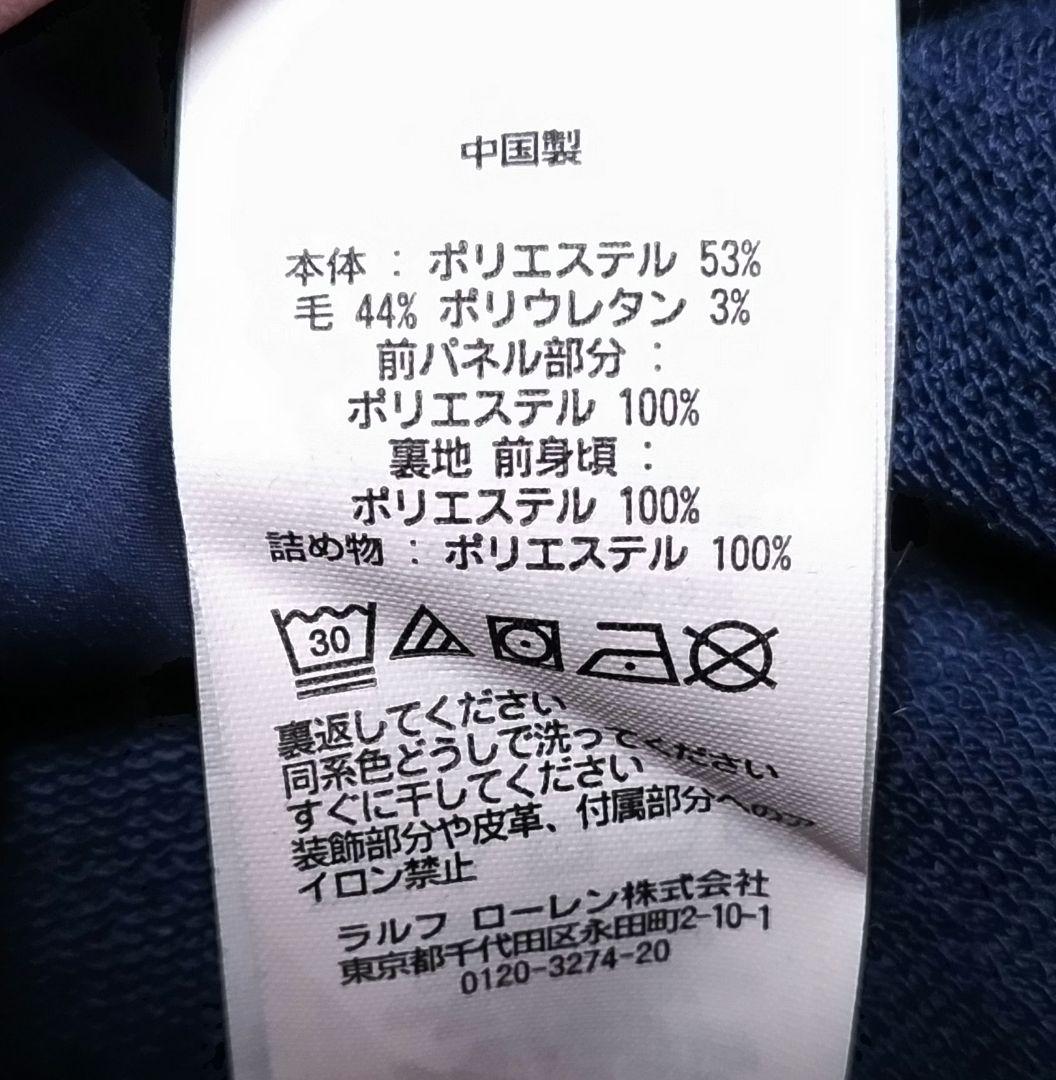 中国製
本体 : ポリエステル 53%
毛 44% ポリウレタン 3%
前パネル部分 :
ポリエステル 100%
裏地 前身頃 :
ポリエステル 100%
詰め物 : ポリエステル 100%
30
裏返してください
同系色どうしで洗ってください
すぐに干してください
装飾部分や皮革、付属部分へのア
イロン禁止
ラルフ ローレン株式会社
東京都千代田区永田町2-10-1
0120-3274-20